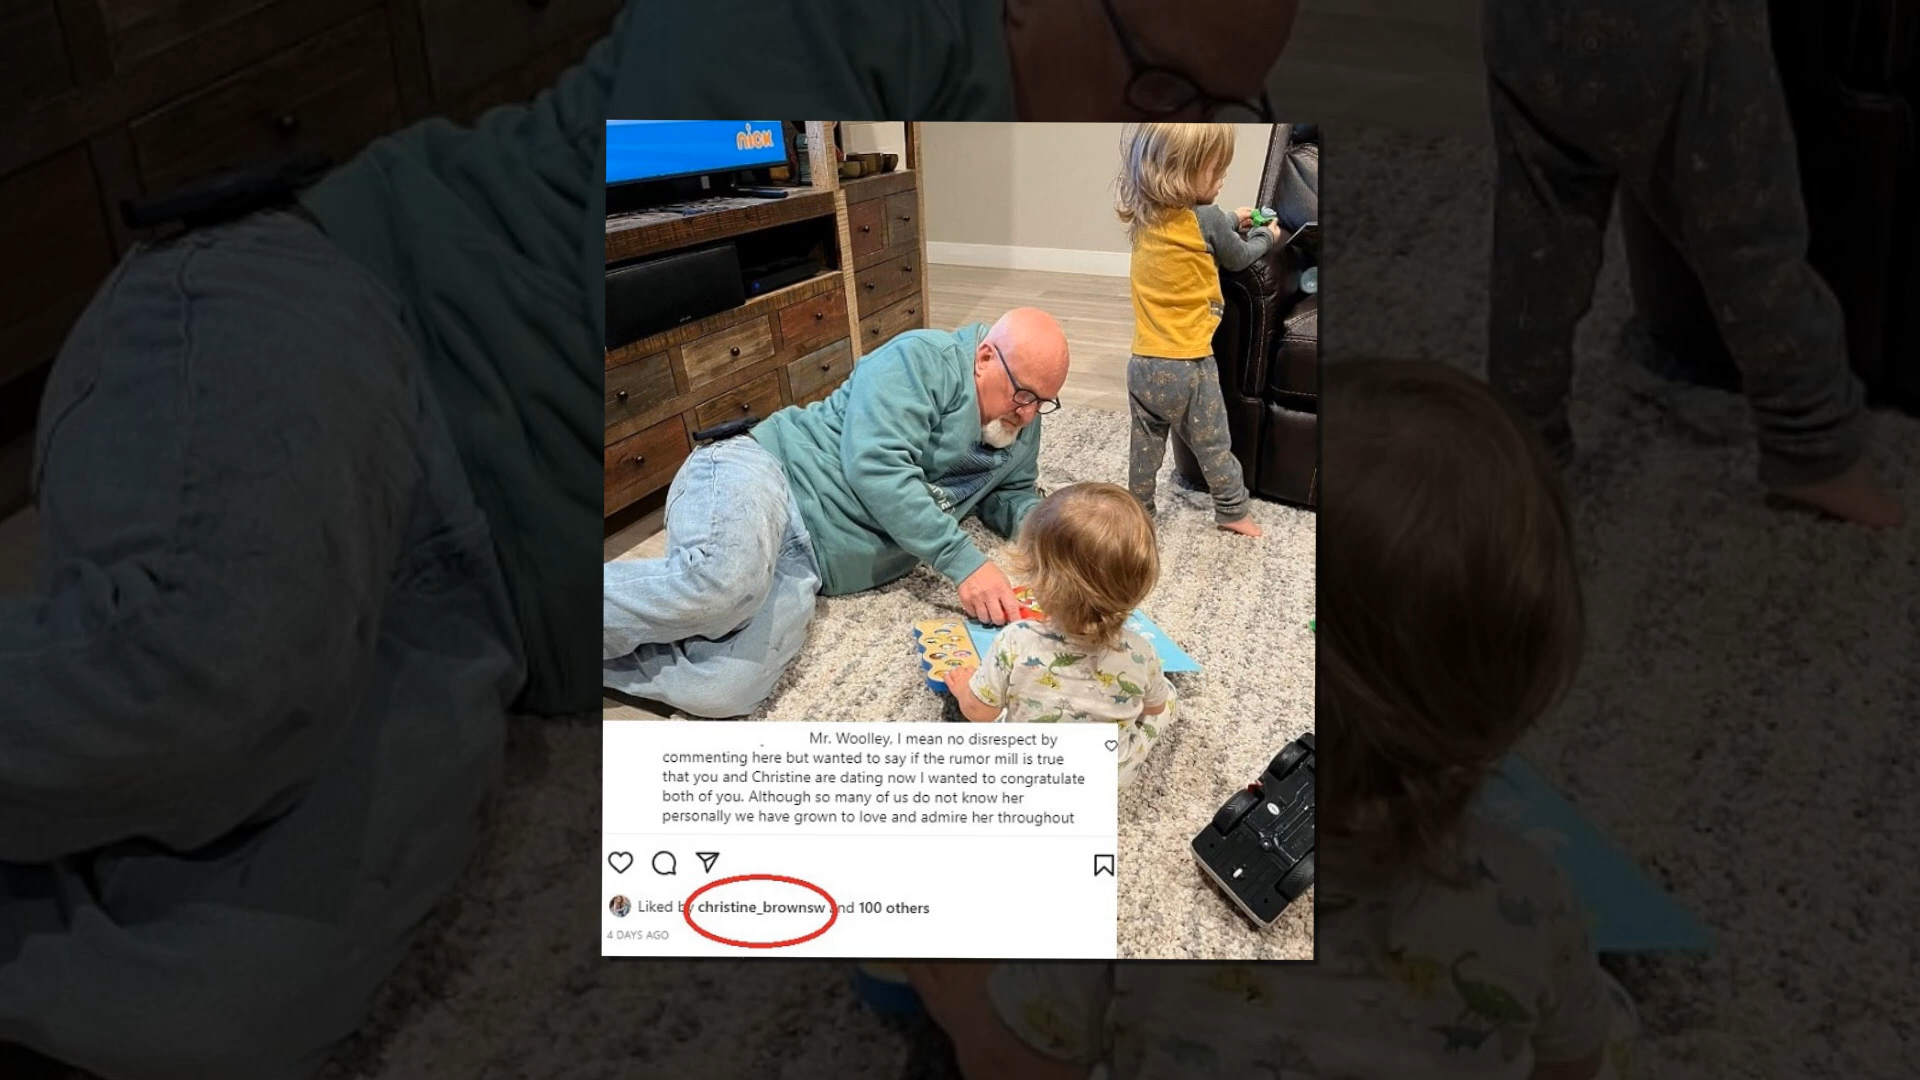 nick
Mr. Woolley, I mean no disrespect by
commenting here but wanted to say if the rumor mill is true
that you and Christine are dating now I wanted to congratulate
both of you. Although so many of us do not know her
personally we have grown to love and admire her throughout
Liked by christine_brownsw and 100 others
4 DAYS AGO